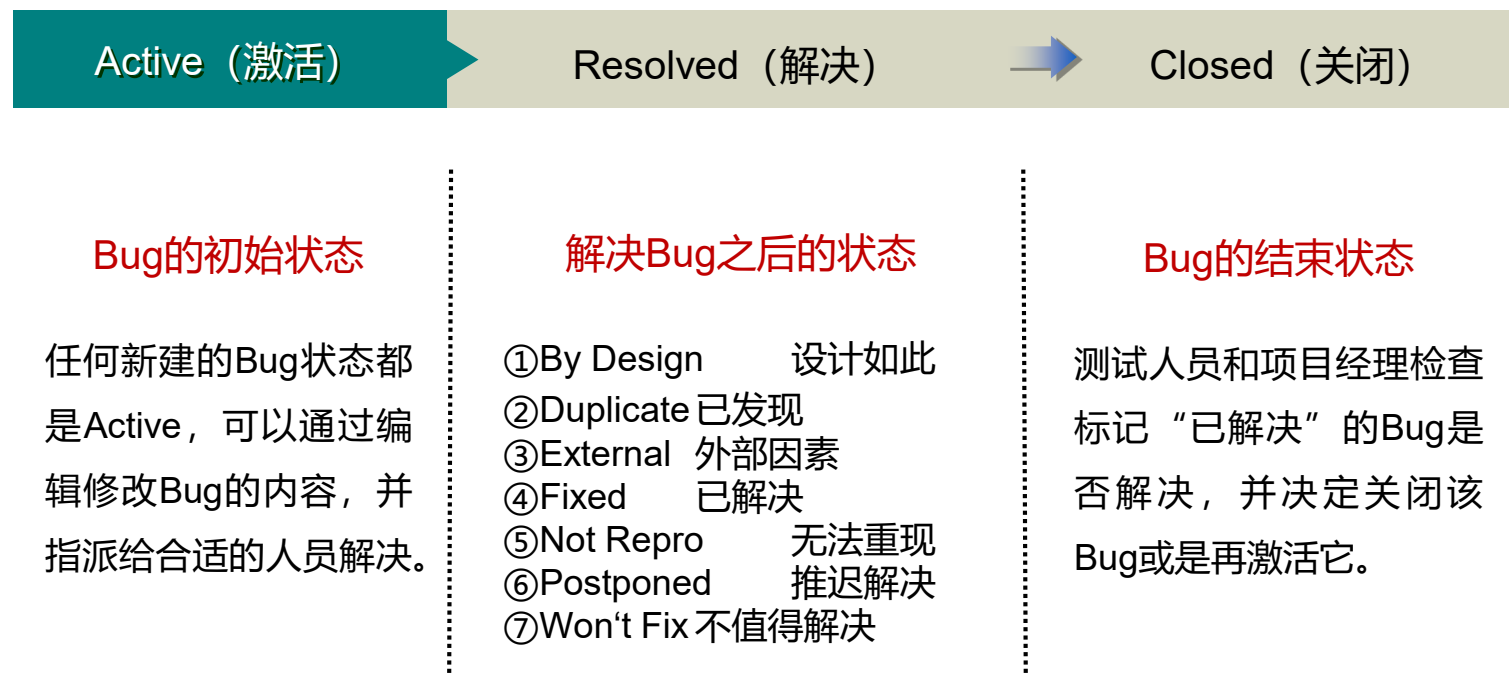 Active（激活）
Resolved（解决）
Closed（关闭）
Bug的初始状态
任何新建的Bug状态都
是Active，可以通过编
辑修改Bug的内容，并
指派给合适的人员解决。
解决Bug之后的状态
①By Design 设计如此
②Duplicate 已发现
③External 外部因素
④Fixed 已解决
⑤Not Repro 无法重现
⑥Postponed 推迟解决
⑦Won‘t Fix 不值得解决
Bug的结束状态
测试人员和项目经理检查
标记“已解决”的Bug是
否解决，并决定关闭该
Bug或是再激活它。